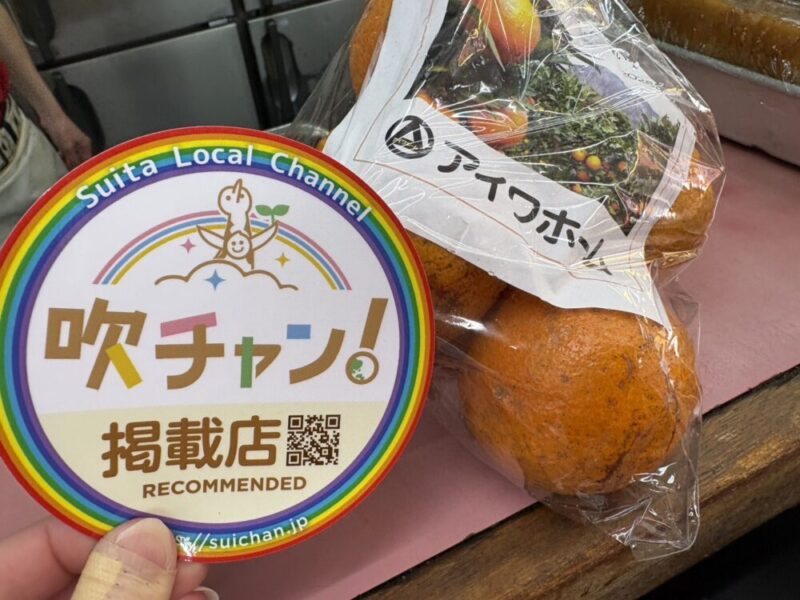 Suita Local Channel
吹チャン!
掲載店
RECOMMENDED
//suichan.jp
アイワホーム